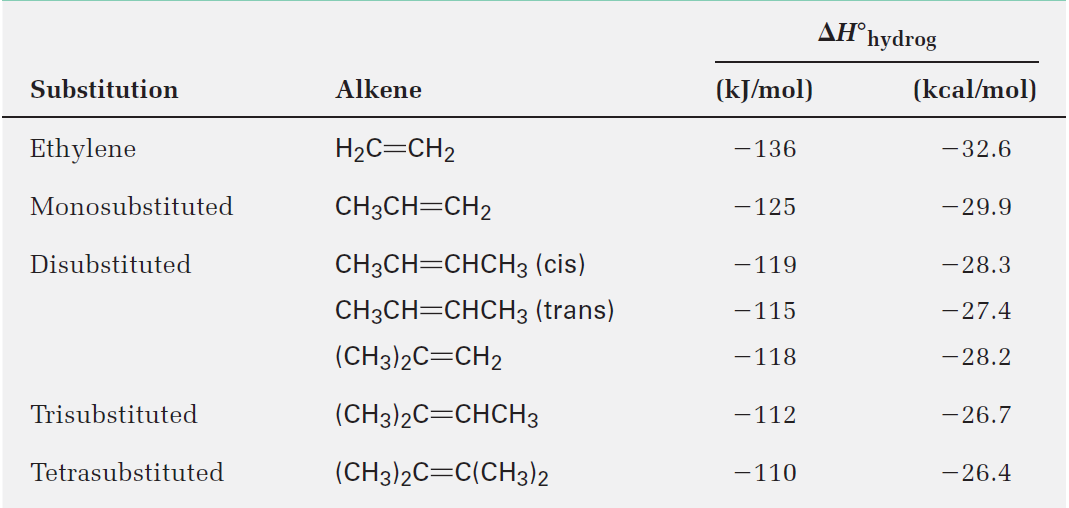 ΔH°hydrog
Substitution Alkene (kJ/mol) (kcal/mol)
Ethylene H₂C=CH₂ −136 −32.6
Monosubstituted CH₃CH=CH₂ −125 −29.9
Disubstituted CH₃CH=CHCH₃ (cis) −119 −28.3
CH₃CH=CHCH₃ (trans) −115 −27.4
(CH₃)₂C=CH₂ −118 −28.2
Trisubstituted (CH₃)₂C=CHCH₃ −112 −26.7
Tetrasubstituted (CH₃)₂C=C(CH₃)₂ −110 −26.4